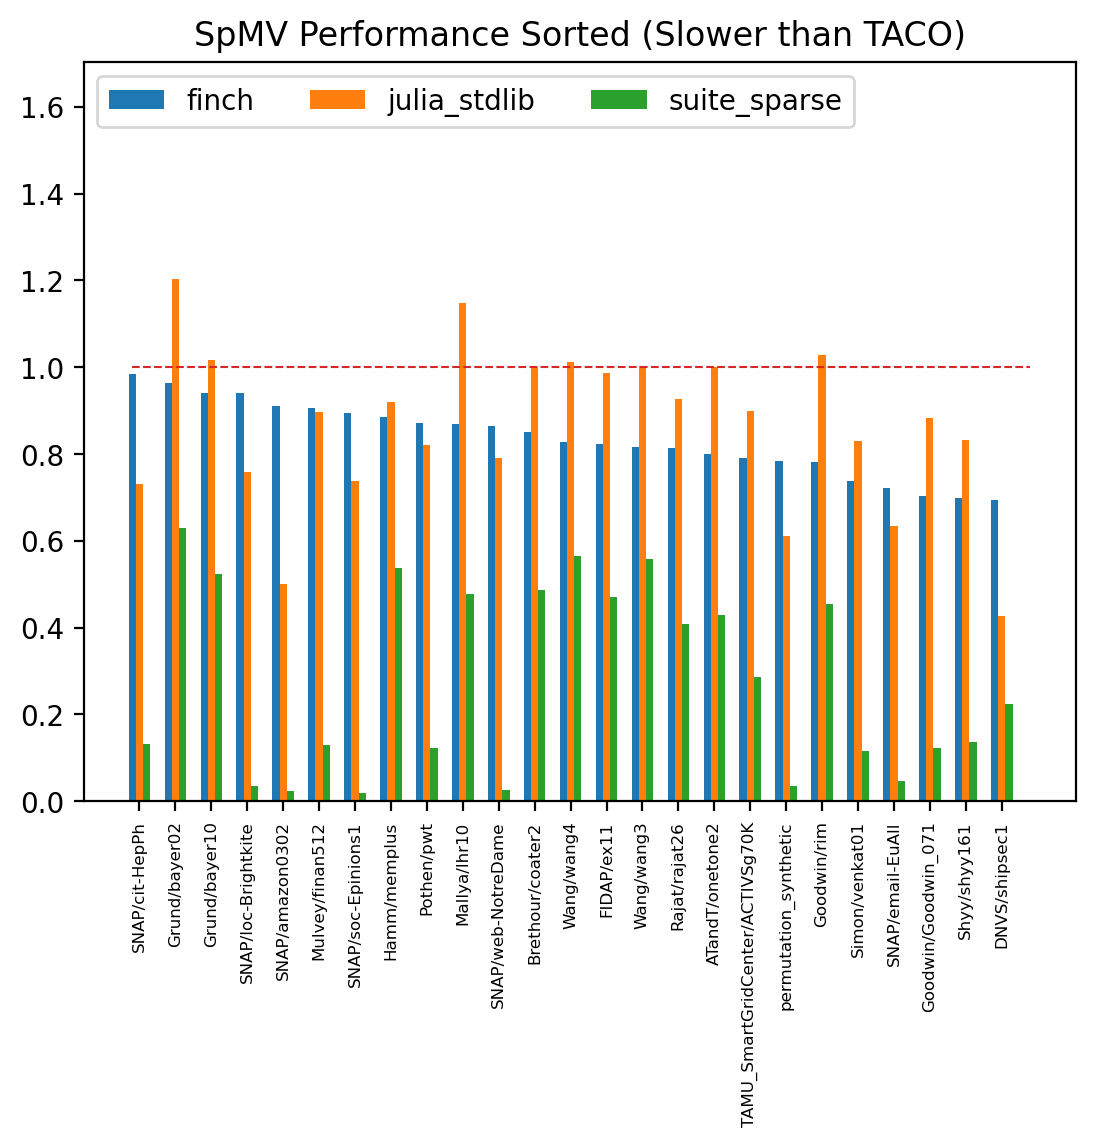 SpMV Performance Sorted (Slower than TACO)
finch julia_stdlib suite_sparse
1.6
1.4
1.2
1.0
0.8
0.6
0.4
0.2
0.0
SNAP/cit-HepPh
Grund/bayer02
Grund/bayer10
SNAP/loc-Brightkite
SNAP/amazon0302
Mulvey/finan512
SNAP/soc-Epinions1
Hamm/memplus
Pothen/pwt
Mallya/lhr10
SNAP/web-NotreDame
Brethour/coater2
Wang/wang4
FIDAP/ex11
Wang/wang3
Rajat/rajat26
ATandT/onetone2
TAMU_SmartGridCenter/ACTIVSg70K
permutation_synthetic
Goodwin/rim
Simon/venkat01
SNAP/email-EuAll
Goodwin/Goodwin_071
Shyy/shyy161
DNVS/shipsec1